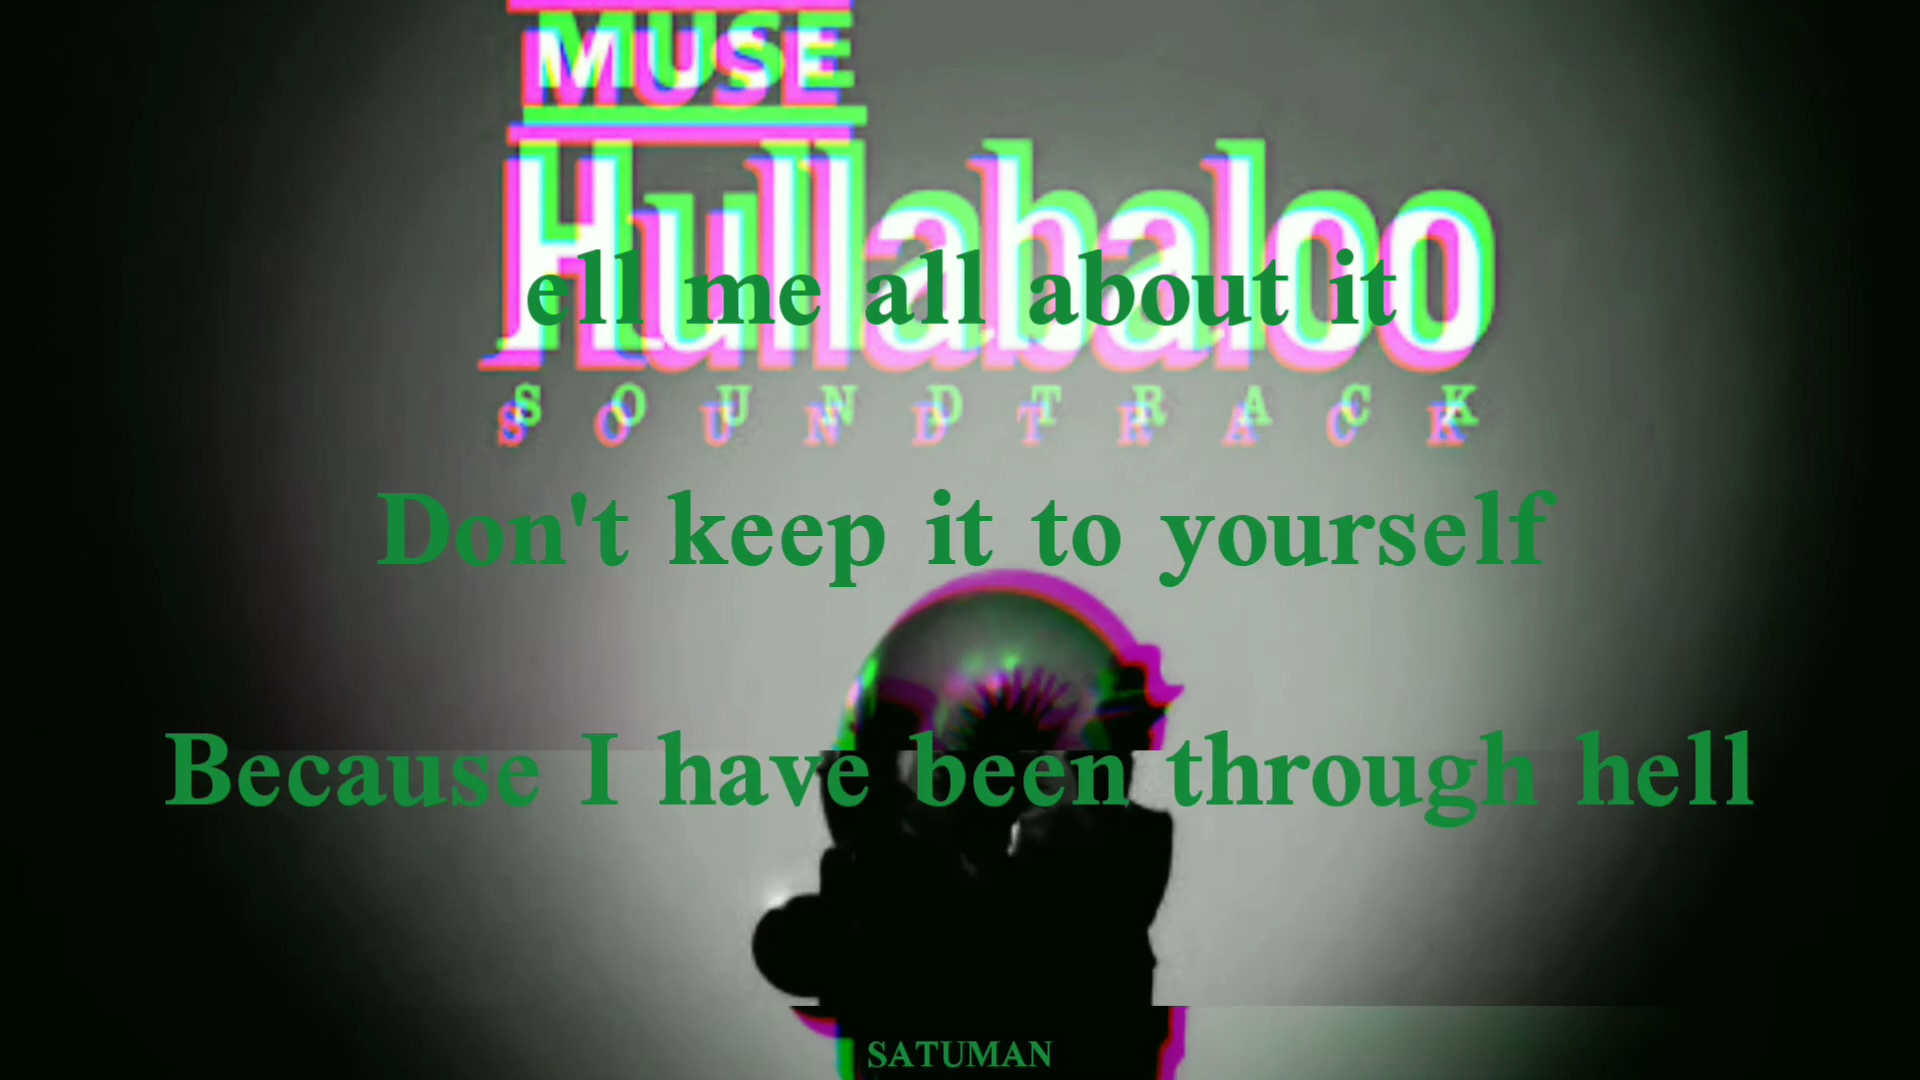 MUSE
Hullabaloo
ell me all about it
SOUNDTRACK
Don't keep it to yourself
Because I have been through hell
SATUMAN